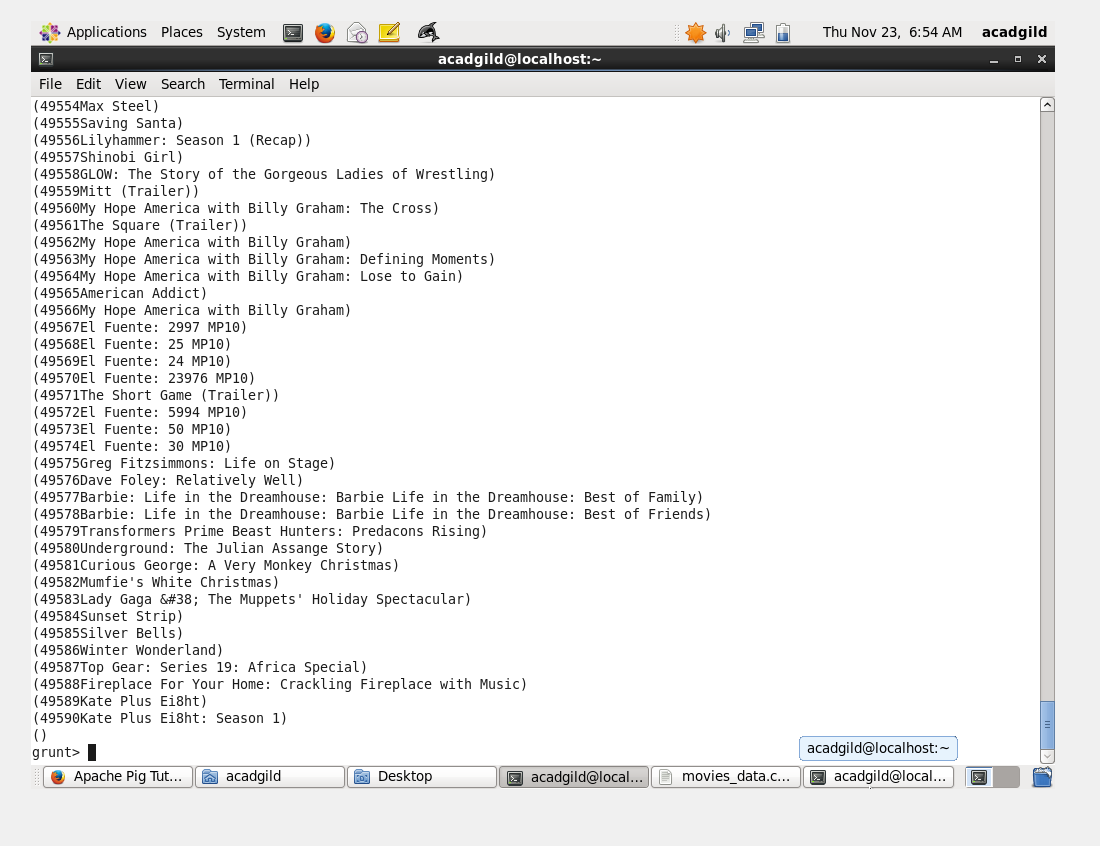 Applications Places System Thu Nov 23, 6:54 AM acadgild
acadgild@localhost:~
File Edit View Search Terminal Help
(49554Max Steel)
(49555Saving Santa)
(49556Lilyhammer: Season 1 (Recap))
(49557Shinobi Girl)
(49558GLOW: The Story of the Gorgeous Ladies of Wrestling)
(49559Mitt (Trailer))
(49560My Hope America with Billy Graham: The Cross)
(49561The Square (Trailer))
(49562My Hope America with Billy Graham)
(49563My Hope America with Billy Graham: Defining Moments)
(49564My Hope America with Billy Graham: Lose to Gain)
(49565American Addict)
(49566My Hope America with Billy Graham)
(49567El Fuente: 2997 MP10)
(49568El Fuente: 25 MP10)
(49569El Fuente: 24 MP10)
(49570El Fuente: 23976 MP10)
(49571The Short Game (Trailer))
(49572El Fuente: 5994 MP10)
(49573El Fuente: 50 MP10)
(49574El Fuente: 30 MP10)
(49575Greg Fitzsimmons: Life on Stage)
(49576Dave Foley: Relatively Well)
(49577Barbie: Life in the Dreamhouse: Barbie Life in the Dreamhouse: Best of Family)
(49578Barbie: Life in the Dreamhouse: Barbie Life in the Dreamhouse: Best of Friends)
(49579Transformers Prime Beast Hunters: Predacons Rising)
(49580Underground: The Julian Assange Story)
(49581Curious George: A Very Monkey Christmas)
(49582Mumfie's White Christmas)
(49583Lady Gaga &#38; The Muppets' Holiday Spectacular)
(49584Sunset Strip)
(49585Silver Bells)
(49586Winter Wonderland)
(49587Top Gear: Series 19: Africa Special)
(49588Fireplace For Your Home: Crackling Fireplace with Music)
(49589Kate Plus Ei8ht)
(49590Kate Plus Ei8ht: Season 1)
()
grunt>
acadgild@localhost:~
Apache Pig Tut... acadgild Desktop acadgild@local... movies_data.c... acadgild@local...